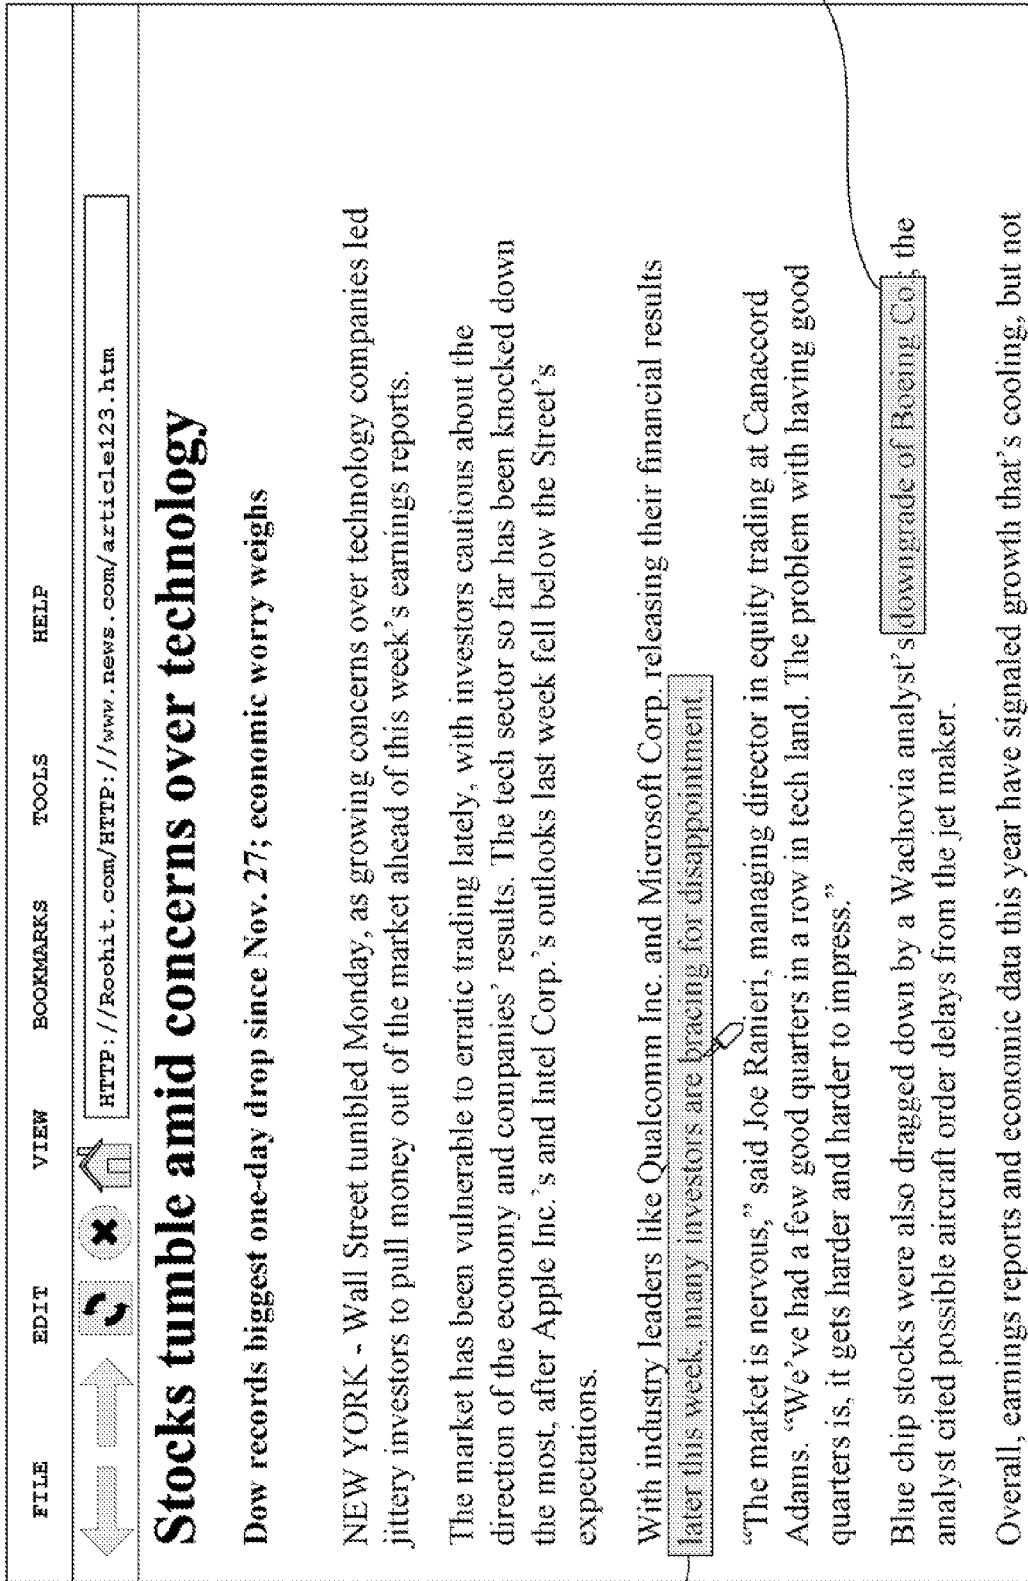 FILE EDIT VIEW BOOKMARKS TOOLS HELP
HTTP://Roohit.com/HTTP://www.news.com/article123.htm
Stocks tumble amid concerns over technology
Dow records biggest one-day drop since Nov. 27; economic worry weighs
NEW YORK - Wall Street tumbled Monday, as growing concerns over technology companies led
jittery investors to pull money out of the market ahead of this week's earnings reports.
The market has been vulnerable to erratic trading lately, with investors cautious about the
direction of the economy and companies' results. The tech sector so far has been knocked down
the most, after Apple Inc.'s and Intel Corp.'s outlooks last week fell below the Street's
expectations.
With industry leaders like Qualcomm Inc. and Microsoft Corp. releasing their financial results
later this week, many investors are bracing for disappointment.
“The market is nervous,” said Joe Ranieri, managing director in equity trading at Canaccord
Adams. “We've had a few good quarters in a row in tech land. The problem with having good
quarters is, it gets harder and harder to impress.”
Blue chip stocks were also dragged down by a Wachovia analyst's downgrade of Boeing Co.; the
analyst cited possible aircraft order delays from the jet maker.
Overall, earnings reports and economic data this year have signaled growth that's cooling, but not